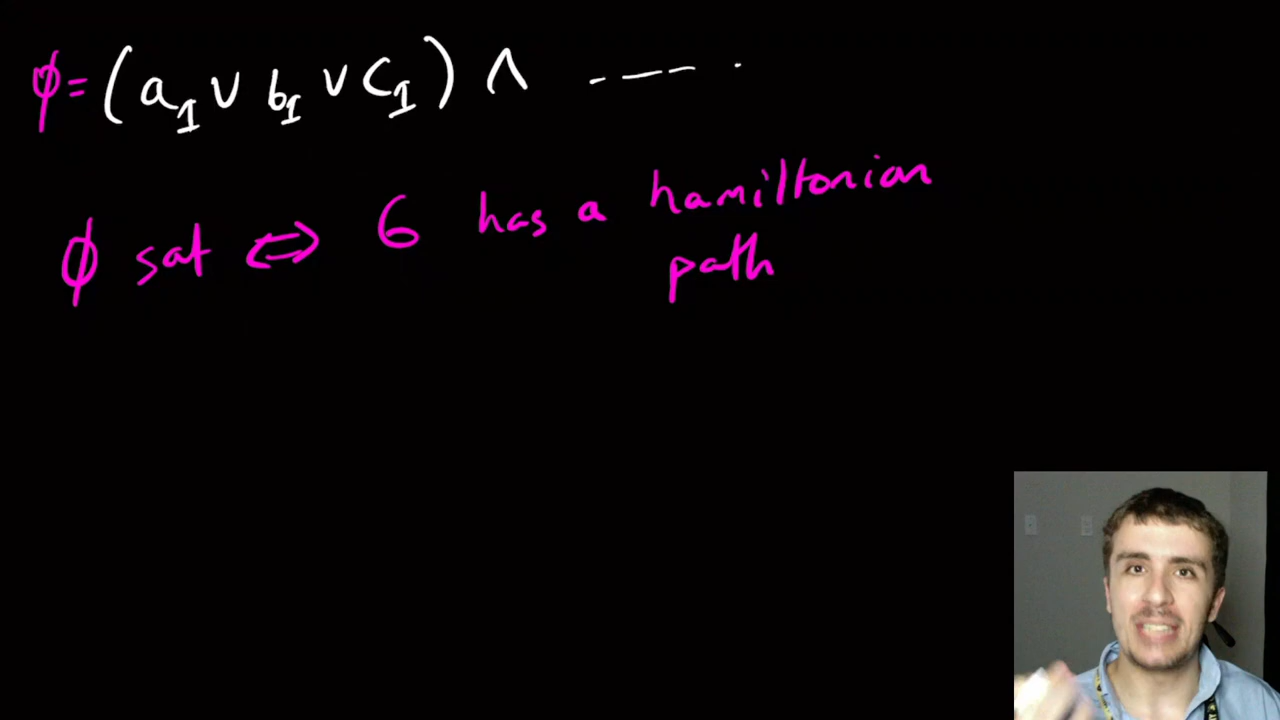 ϕ= (a₁ ∨ b₁ ∨ c₁) ∧ -----·
ϕ sat ⇔ G has a hamiltonian
path